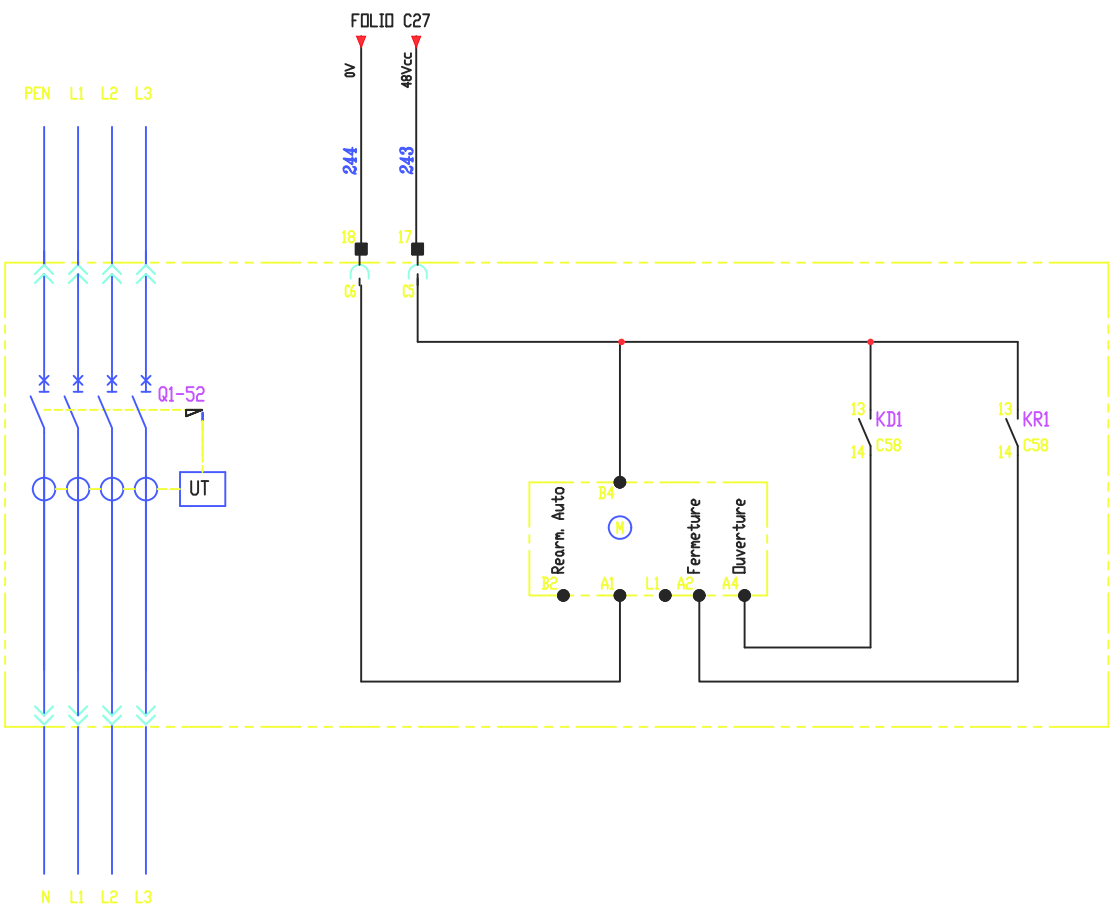 FOLIO C27
0V
48Vcc
PEN L1 L2 L3
244
243
18
17
C6
C5
Q1-52
13
KD1
14
C58
13
KR1
14
C58
UT
B4
M
Rearm. Auto
Fermeture
Ouverture
B2 A1 L1 A2 A4
N L1 L2 L3